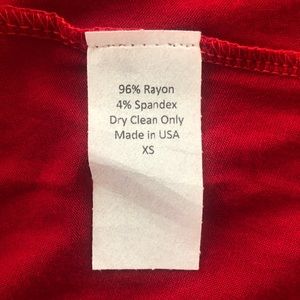 96% Rayon
4% Spandex
Dry Clean Only
Made in USA
XS